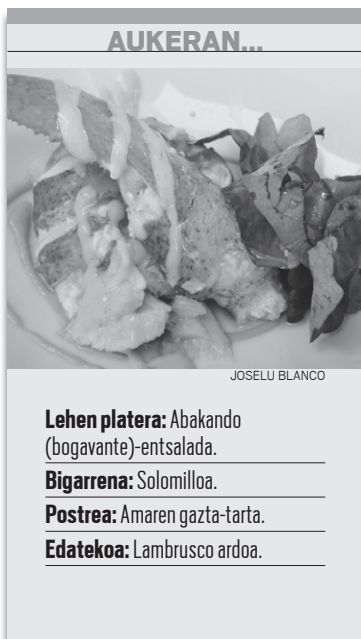 AUKERAN...
JOSELU BLANCO
Lehen platera: Abakando
(bogavante)-entsalada.
Bigarrena: Solomilloa.
Postrea: Amaren gazta-tarta.
Edatekoa: Lambrusco ardoa.